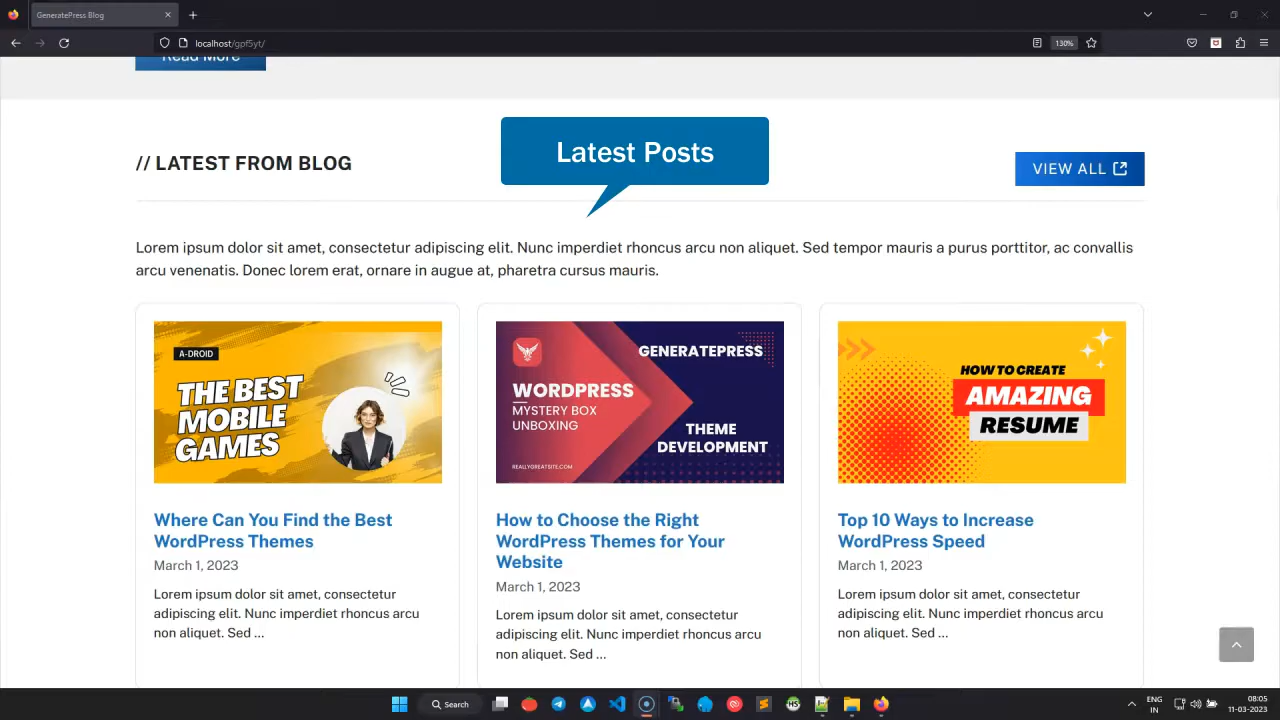 GeneratePress Blog
localhost/gpf5yt/
130%
Read More
Latest Posts
// LATEST FROM BLOG
VIEW ALL
Lorem ipsum dolor sit amet, consectetur adipiscing elit. Nunc imperdiet rhoncus arcu non aliquet. Sed tempor mauris a purus porttitor, ac convallis
arcu venenatis. Donec lorem erat, ornare in augue at, pharetra cursus mauris.
A-DROID
THE BEST
MOBILE
GAMES
GENERATEPRESS
WORDPRESS
MYSTERY BOX
UNBOXING
THEME
DEVELOPMENT
REALLYGREATSITE.COM
HOW TO CREATE
AMAZING
RESUME
Where Can You Find the Best
WordPress Themes
March 1, 2023
Lorem ipsum dolor sit amet, consectetur
adipiscing elit. Nunc imperdiet rhoncus arcu
non aliquet. Sed ...
How to Choose the Right
WordPress Themes for Your
Website
March 1, 2023
Lorem ipsum dolor sit amet, consectetur
adipiscing elit. Nunc imperdiet rhoncus arcu
non aliquet. Sed ...
Top 10 Ways to Increase
WordPress Speed
March 1, 2023
Lorem ipsum dolor sit amet, consectetur
adipiscing elit. Nunc imperdiet rhoncus arcu
non aliquet. Sed ...
Search
HS
ENG
IN
08:05
11-03-2023